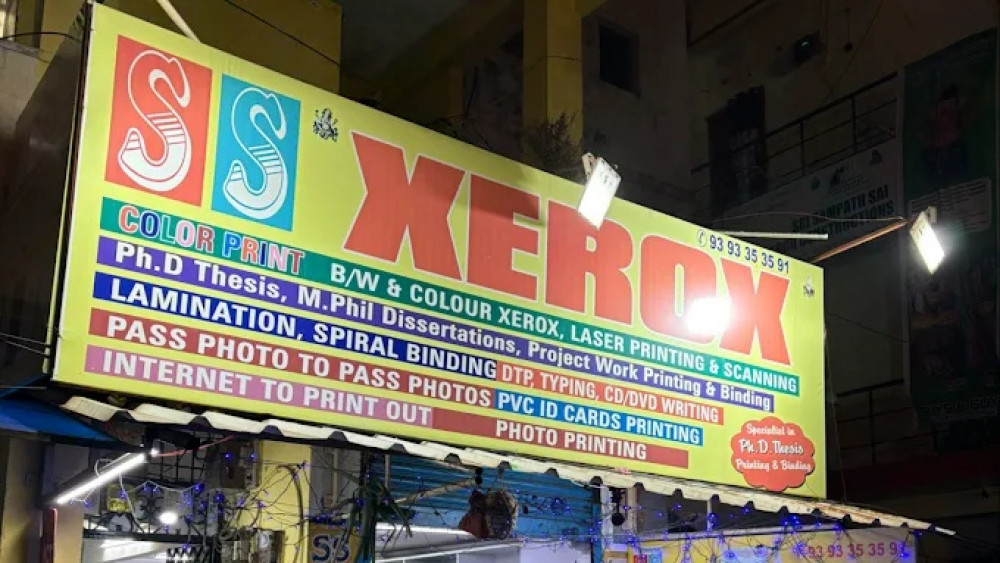 SS XEROX
93 93 35 35 91
COLOR PRINT
B/W & COLOUR XEROX, LASER PRINTING & SCANNING
Ph.D Thesis, M.Phil Dissertations, Project Work Printing & Binding
LAMINATION, SPIRAL BINDING DTP, TYPING, CD/DVD WRITING
PASS PHOTO TO PASS PHOTOS PVC ID CARDS PRINTING
INTERNET TO PRINT OUT PHOTO PRINTING
Specialist in
Ph.D. Thesis
Printing & Binding
SS
93 93 35 35 91